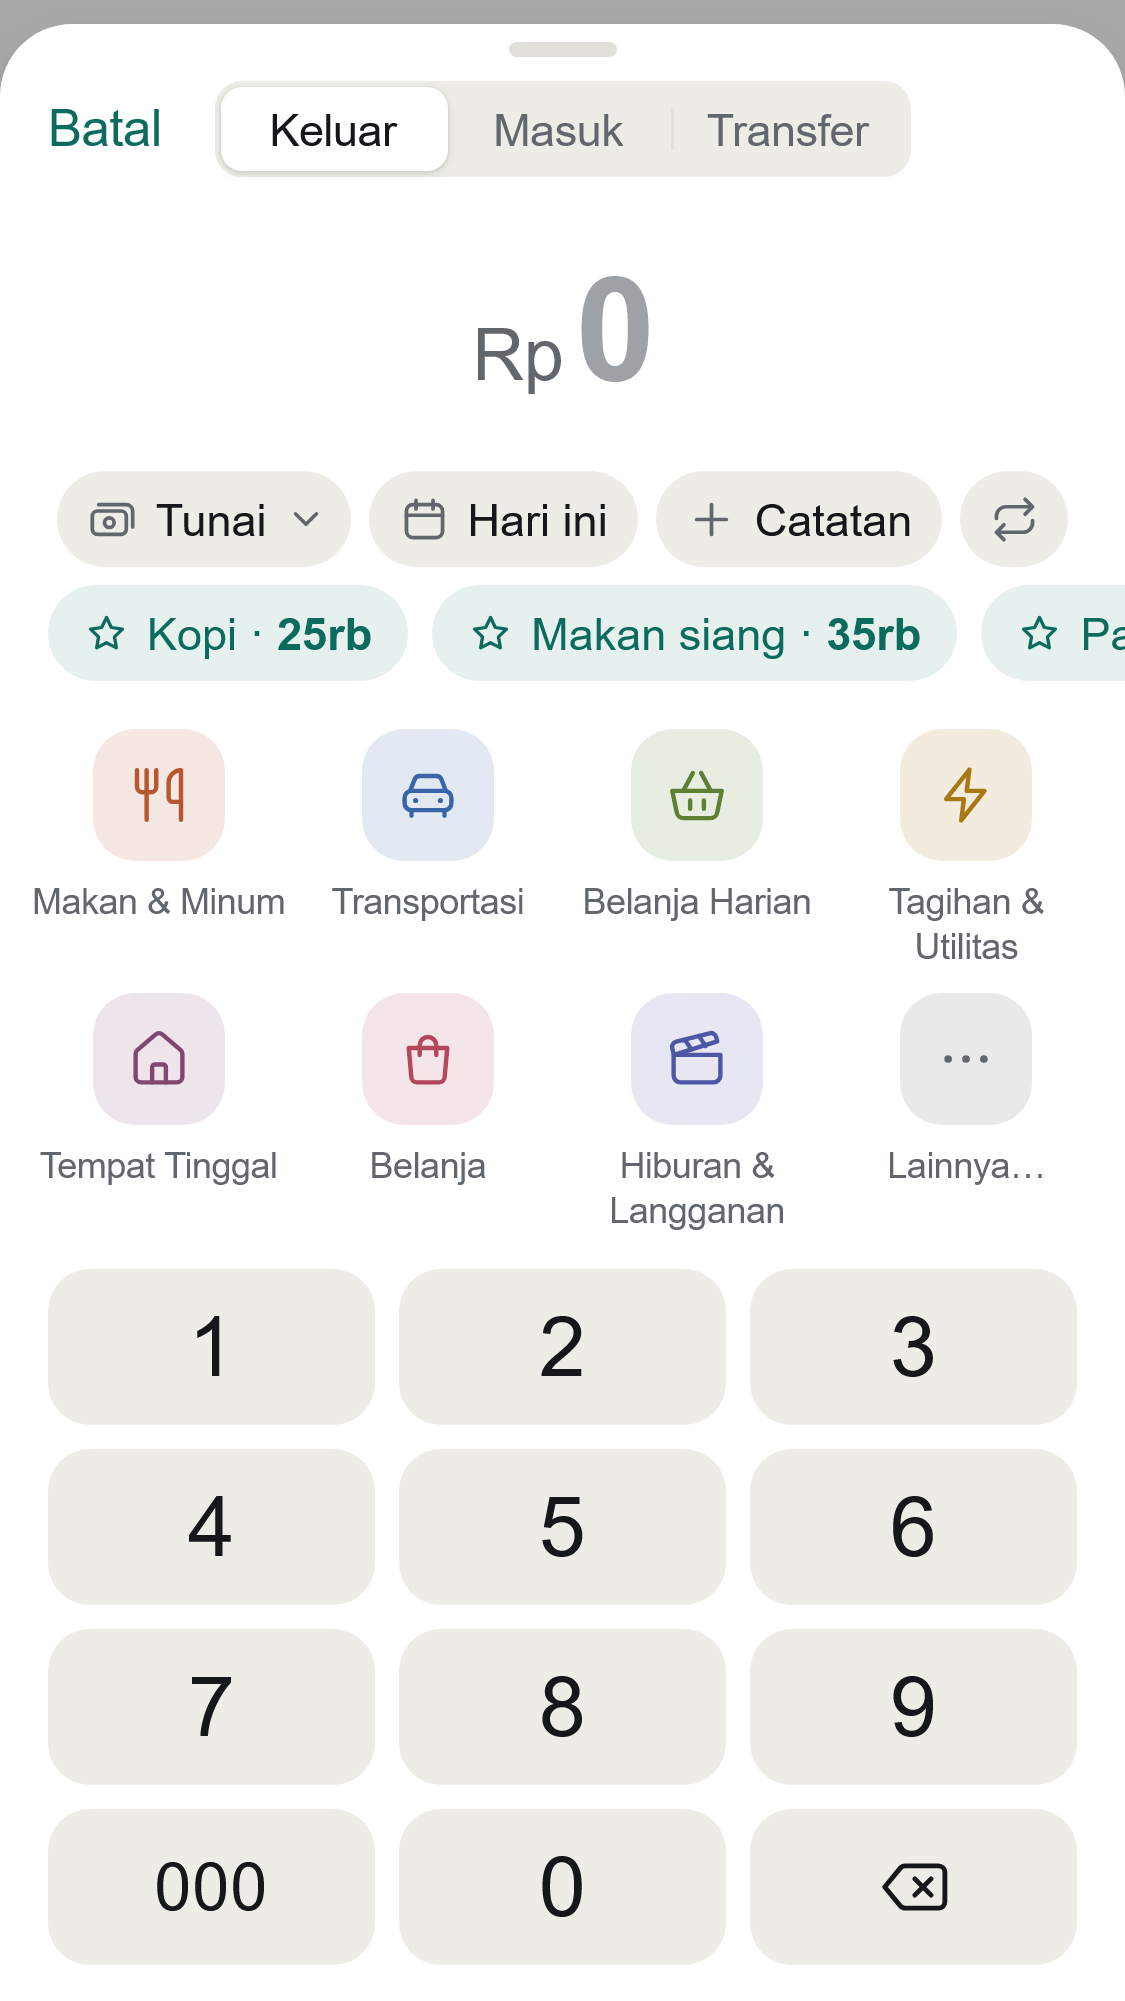 Batal
Keluar
Masuk
Transfer
Rp 0
Tunai
Hari ini
Catatan
Kopi · 25rb
Makan siang · 35rb
Makan & Minum
Transportasi
Belanja Harian
Tagihan &
Utilitas
Tempat Tinggal
Belanja
Hiburan &
Langganan
Lainnya…
1
2
3
4
5
6
7
8
9
000
0